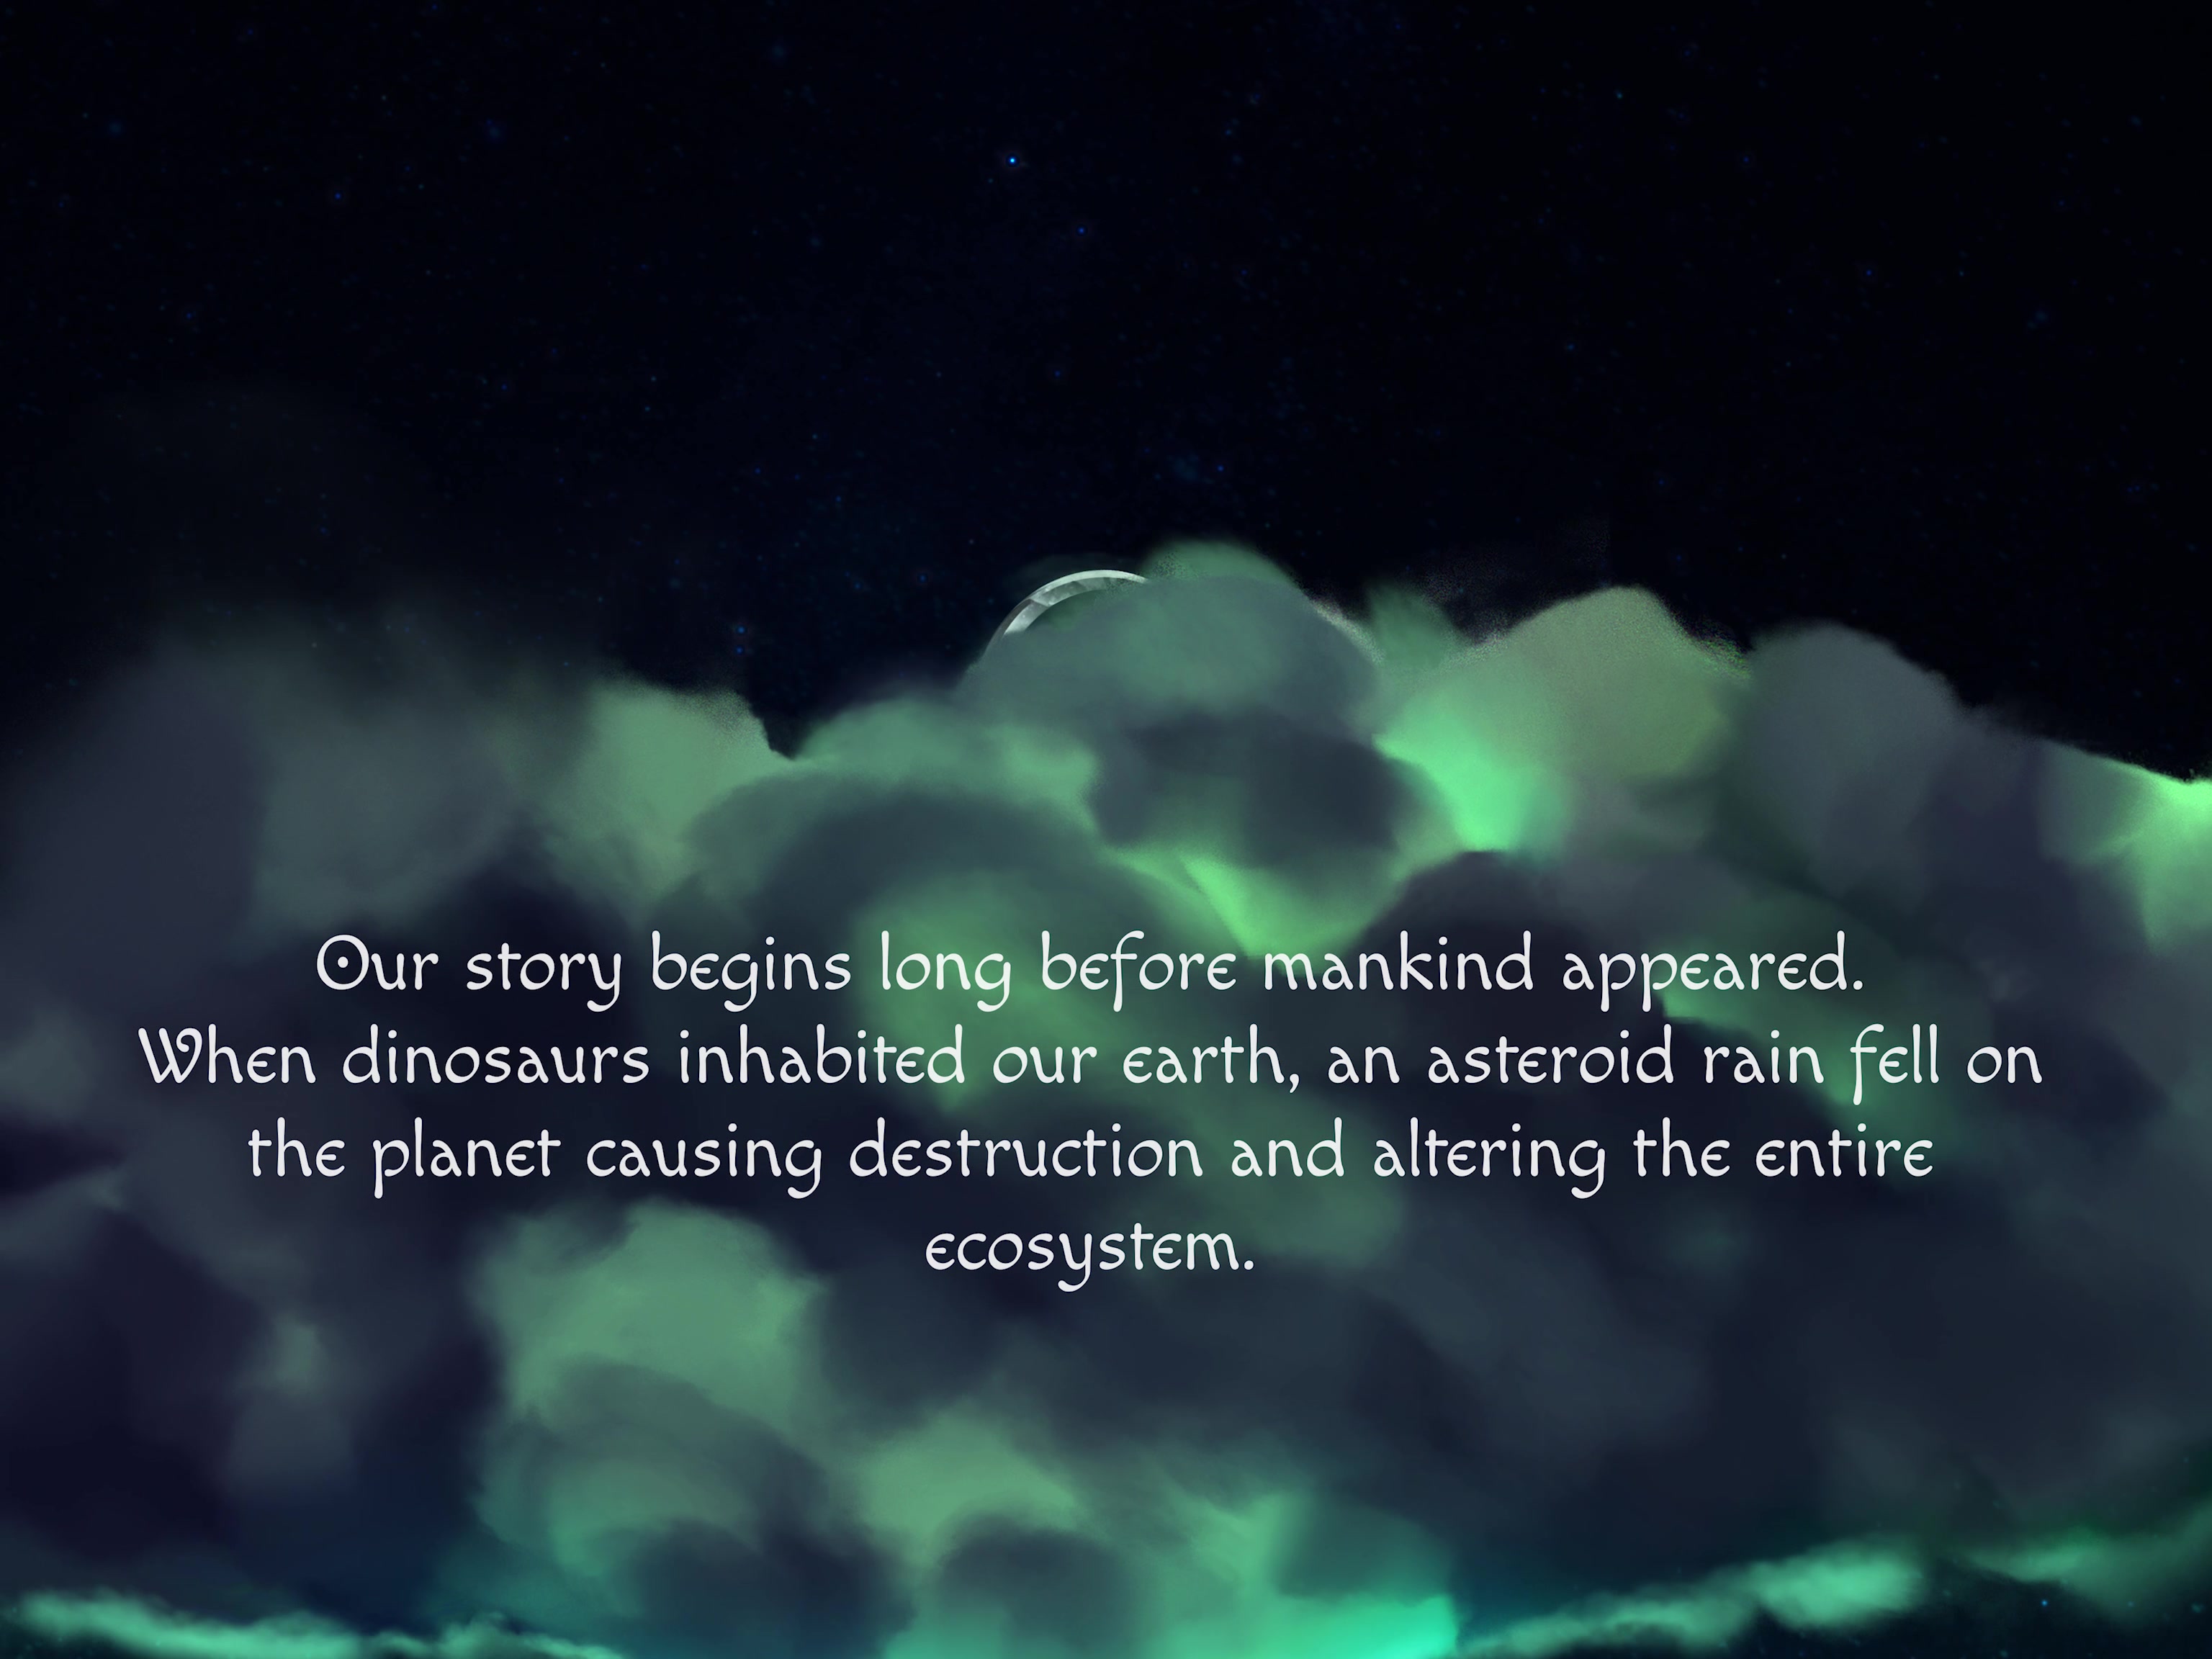 Our story begins long before mankind appeared.
When dinosaurs inhabited our earth, an asteroid rain fell on
the planet causing destruction and altering the entire
ecosystem.